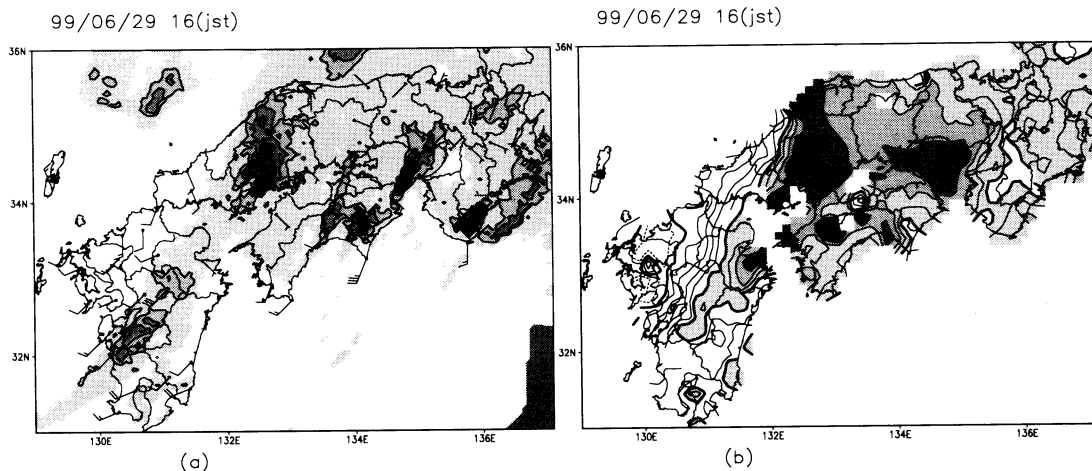 99/06/29 16(jst)
99/06/29 16(jst)
36N
34N
32N
130E
132E
134E
136E
(a)
36N
34N
32N
130E
132E
134E
136E
(b)